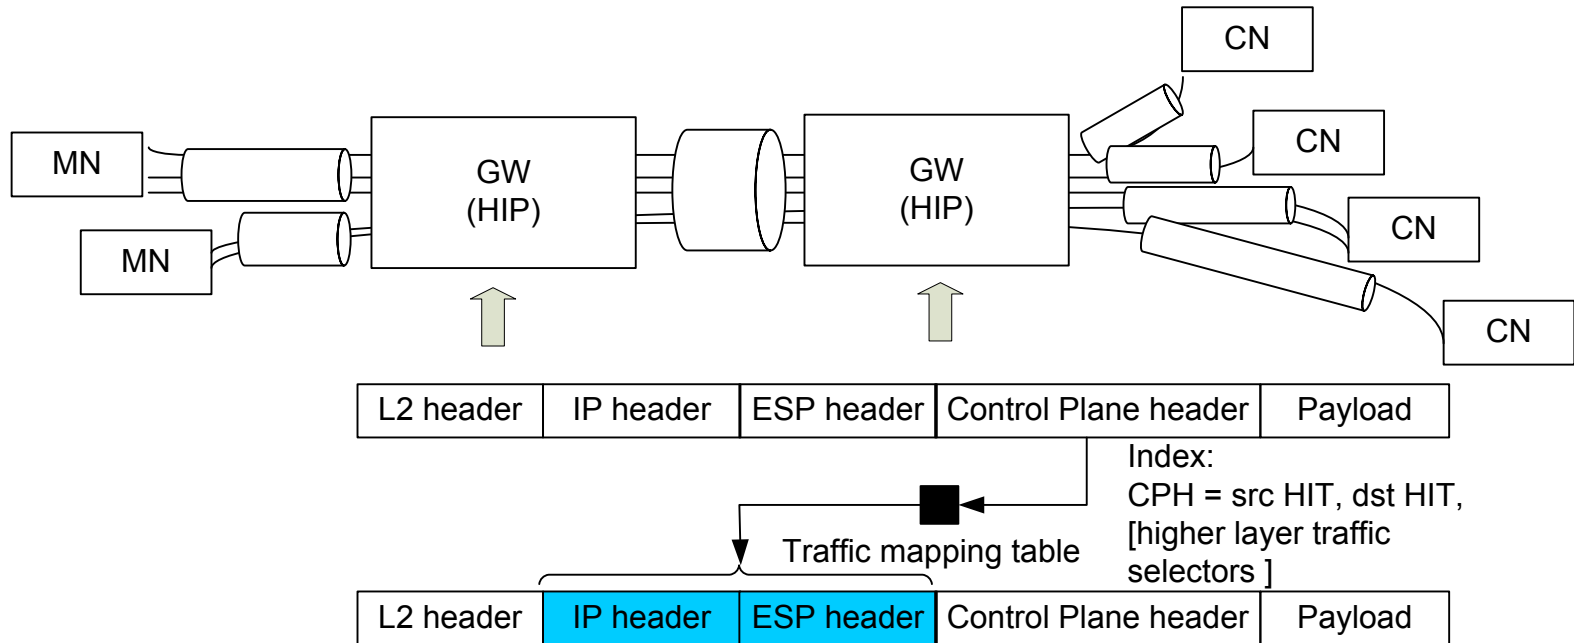 CN
MN
GW
(HIP)
GW
(HIP)
CN
MN
CN
CN
L2 header
IP header
ESP header
Control Plane header
Payload
Index:
CPH = src HIT, dst HIT,
[higher layer traffic
selectors ]
Traffic mapping table
L2 header
IP header
ESP header
Control Plane header
Payload